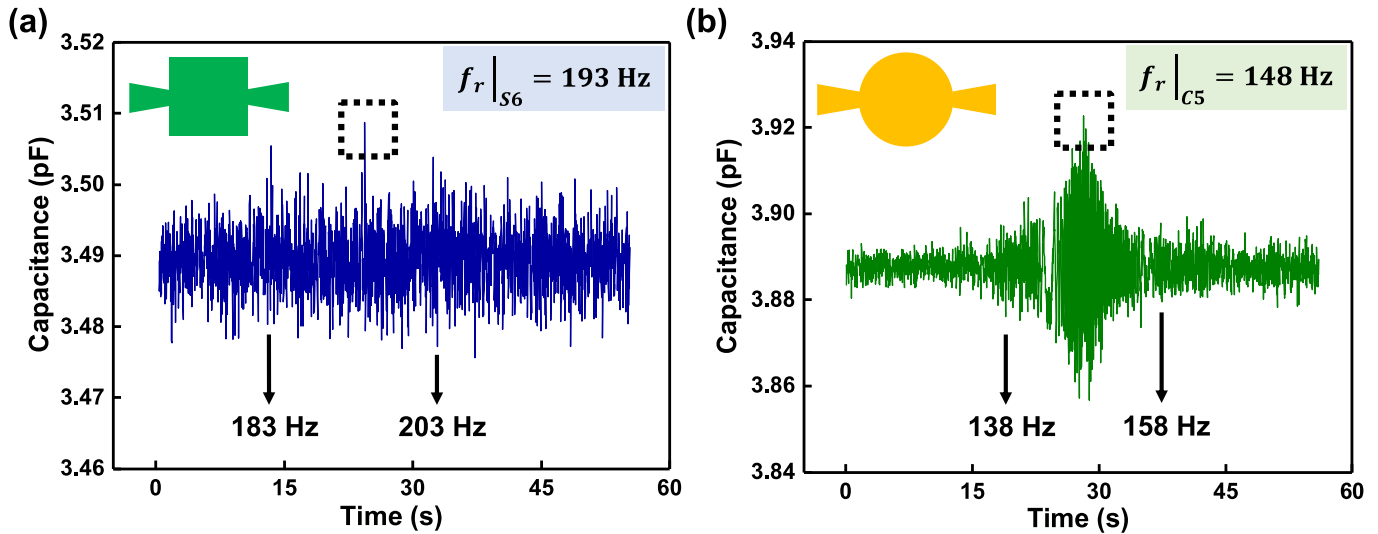 (a)
3.52
3.51
3.50
3.49
3.48
3.47
3.46
Capacitance (pF)
f_r|_{S6} = 193 Hz
183 Hz
203 Hz
0 15 30 45 60
Time (s)
(b)
3.94
3.92
3.90
3.88
3.86
3.84
Capacitance (pF)
f_r|_{C5} = 148 Hz
138 Hz
158 Hz
0 15 30 45 60
Time (s)